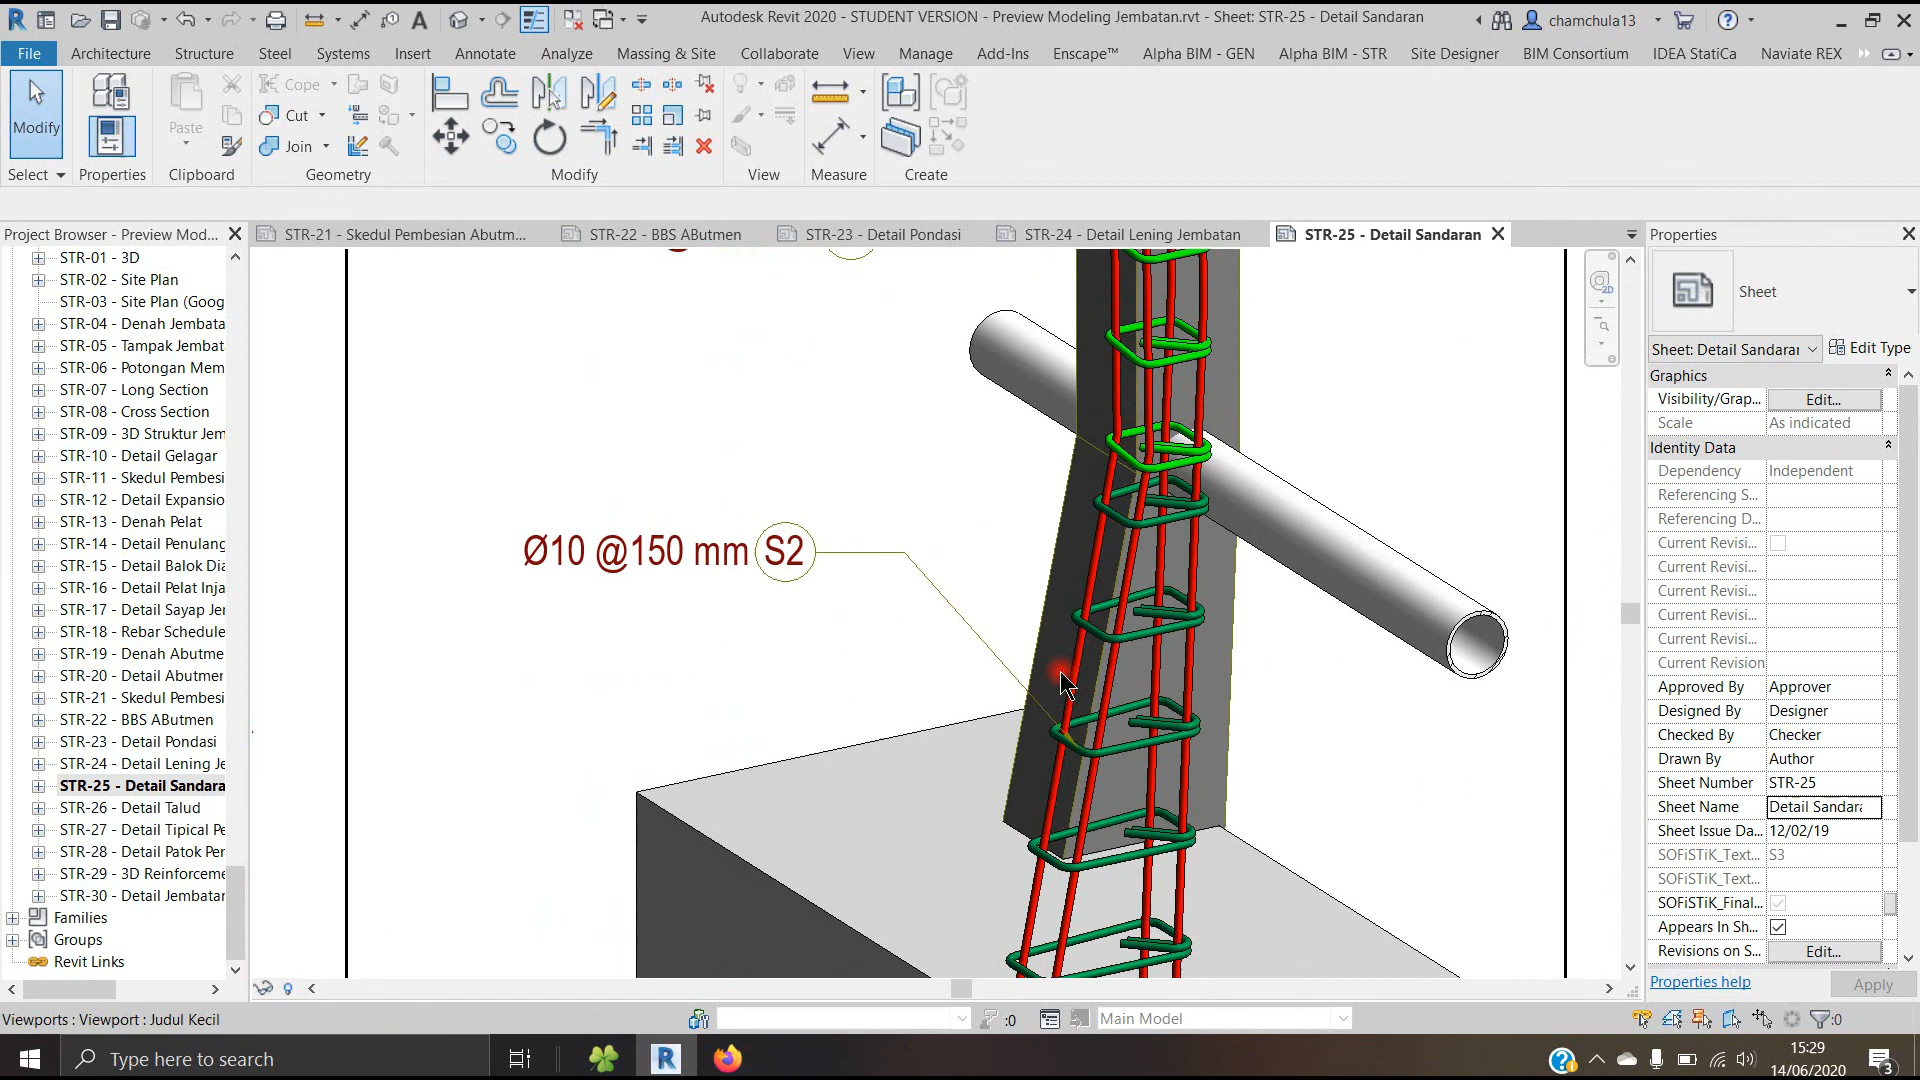 Autodesk Revit 2020 - STUDENT VERSION - Preview Modeling Jembatan.rvt - Sheet: STR-25 - Detail Sandaran
chamchula13
File Architecture Structure Steel Systems Insert Annotate Analyze Massing & Site Collaborate View Manage Add-Ins Enscape™ Alpha BIM - GEN Alpha BIM - STR Site Designer BIM Consortium IDEA StatiCa Naviate REX
Modify
Paste
Cope
Cut
Join
Select Properties Clipboard Geometry Modify View Measure Create
Project Browser - Preview Mod...
STR-21 - Skedul Pembesian Abutm...
STR-22 - BBS AButmen
STR-23 - Detail Pondasi
STR-24 - Detail Lening Jembatan
STR-25 - Detail Sandaran
Properties
STR-01 - 3D
STR-02 - Site Plan
STR-03 - Site Plan (Goog
STR-04 - Denah Jembata
STR-05 - Tampak Jembat
STR-06 - Potongan Mem
STR-07 - Long Section
STR-08 - Cross Section
STR-09 - 3D Struktur Jem
STR-10 - Detail Gelagar
STR-11 - Skedul Pembesi
STR-12 - Detail Expansio
STR-13 - Denah Pelat
STR-14 - Detail Penulang
STR-15 - Detail Balok Dia
STR-16 - Detail Pelat Inja
STR-17 - Detail Sayap Jer
STR-18 - Rebar Schedule
STR-19 - Denah Abutme
STR-20 - Detail Abutmer
STR-21 - Skedul Pembesi
STR-22 - BBS AButmen
STR-23 - Detail Pondasi
STR-24 - Detail Lening Je
STR-25 - Detail Sandara
STR-26 - Detail Talud
STR-27 - Detail Tipical Pe
STR-28 - Detail Patok Per
STR-29 - 3D Reinforceme
STR-30 - Detail Jembatar
Families
Groups
Revit Links
Ø10 @150 mm S2
2D
Sheet
Sheet: Detail Sandarar
Edit Type
Graphics
Visibility/Grap... Edit...
Scale As indicated
Identity Data
Dependency Independent
Referencing S...
Referencing D...
Current Revisi...
Current Revisi...
Current Revisi...
Current Revisi...
Current Revisi...
Current Revision
Approved By Approver
Designed By Designer
Checked By Checker
Drawn By Author
Sheet Number STR-25
Sheet Name Detail Sandara
Sheet Issue Da... 12/02/19
SOFiSTiK_Text... S3
SOFiSTiK_Text...
SOFiSTiK_Final...
Appears In Sh...
Revisions on S... Edit...
Properties help
Apply
Viewports : Viewport : Judul Kecil
:0
Main Model
:0
Type here to search
15:29
14/06/2020
3